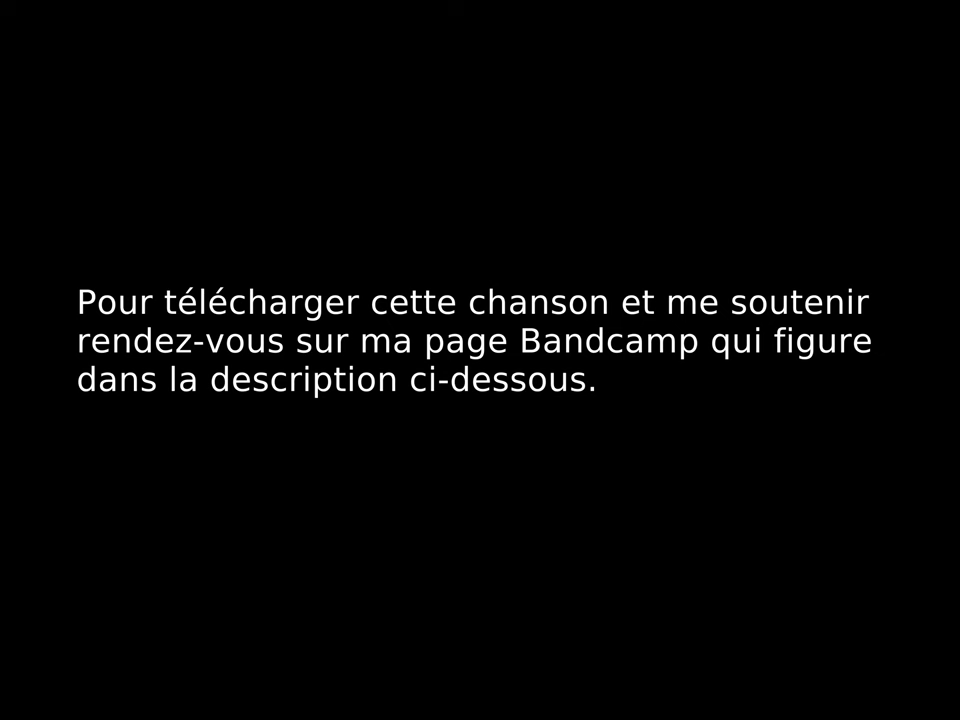 Pour télécharger cette chanson et me soutenir
rendez-vous sur ma page Bandcamp qui figure
dans la description ci-dessous.